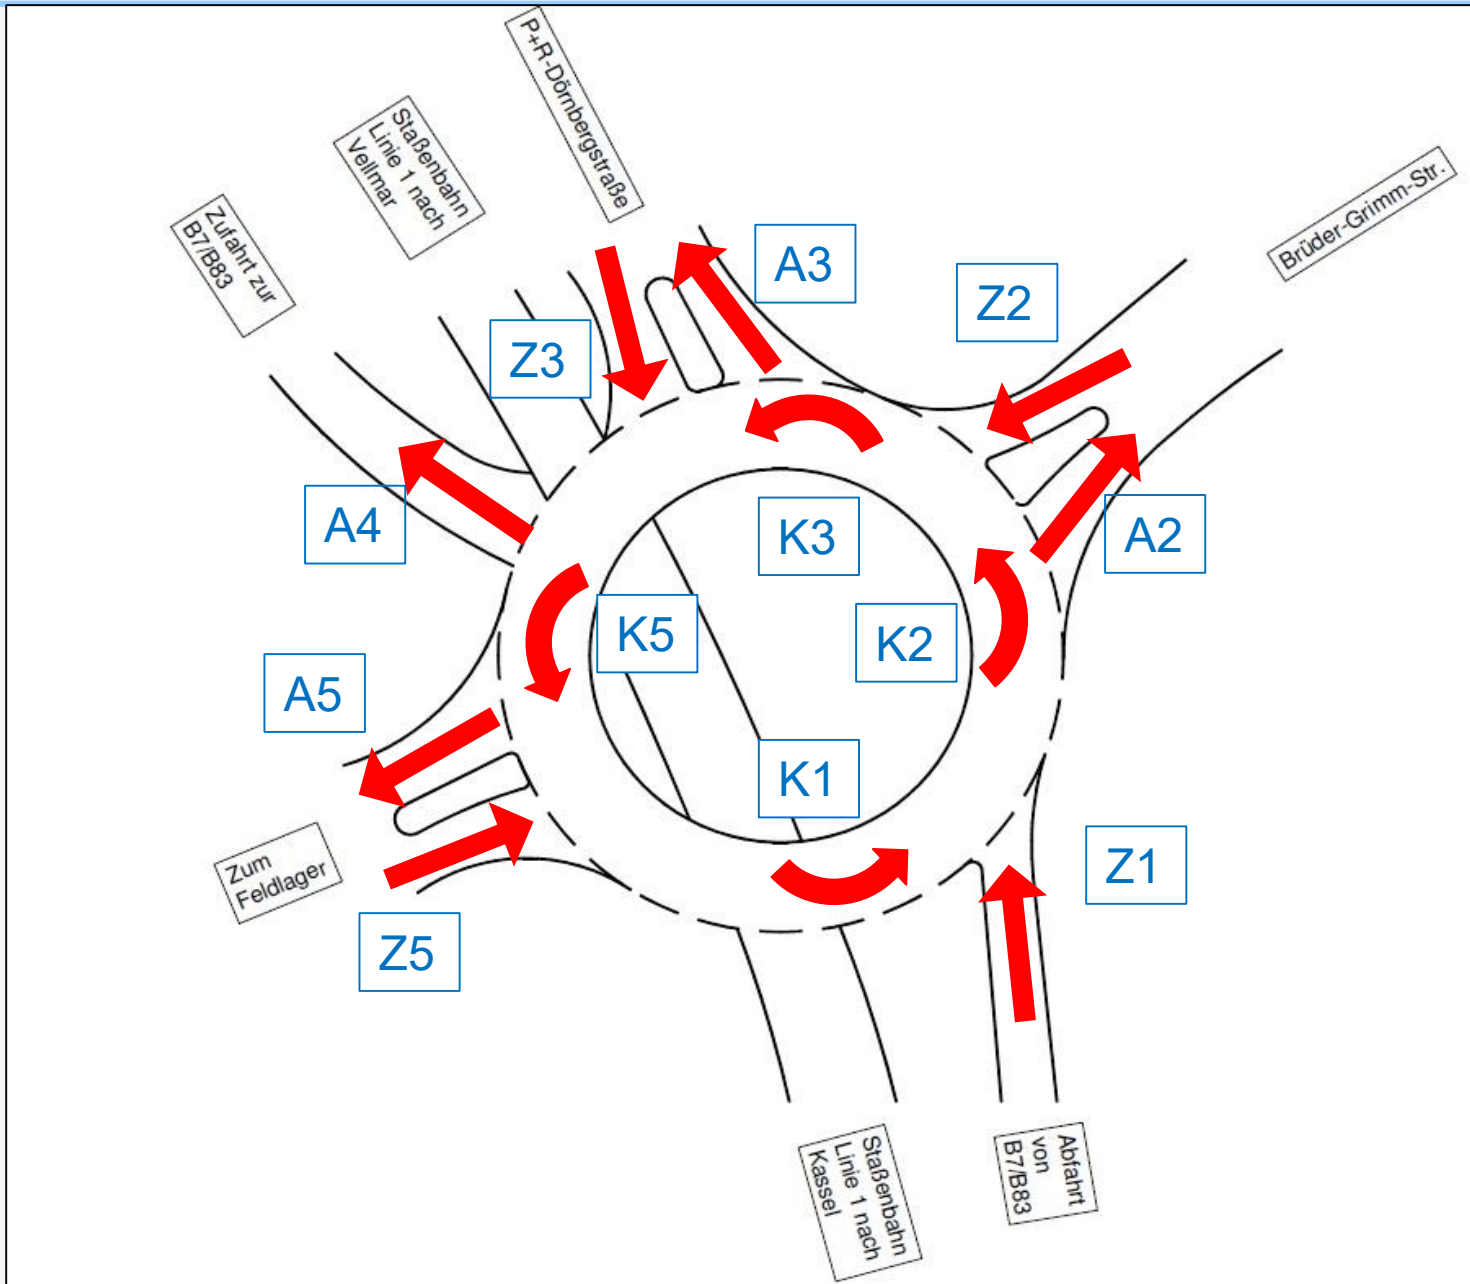 P+R-Dörnbergstraße
Staßenbahn
Linie 1 nach
Vellmar
Zufahrt zur
B7/B83
Brüder-Grimm-Str.
A3
Z2
Z3
A4
K3
A2
K5
K2
A5
K1
Z1
Zum
Feldlager
Z5
Staßenbahn
Linie 1 nach
Kassel
Abfahrt
von
B7/B83